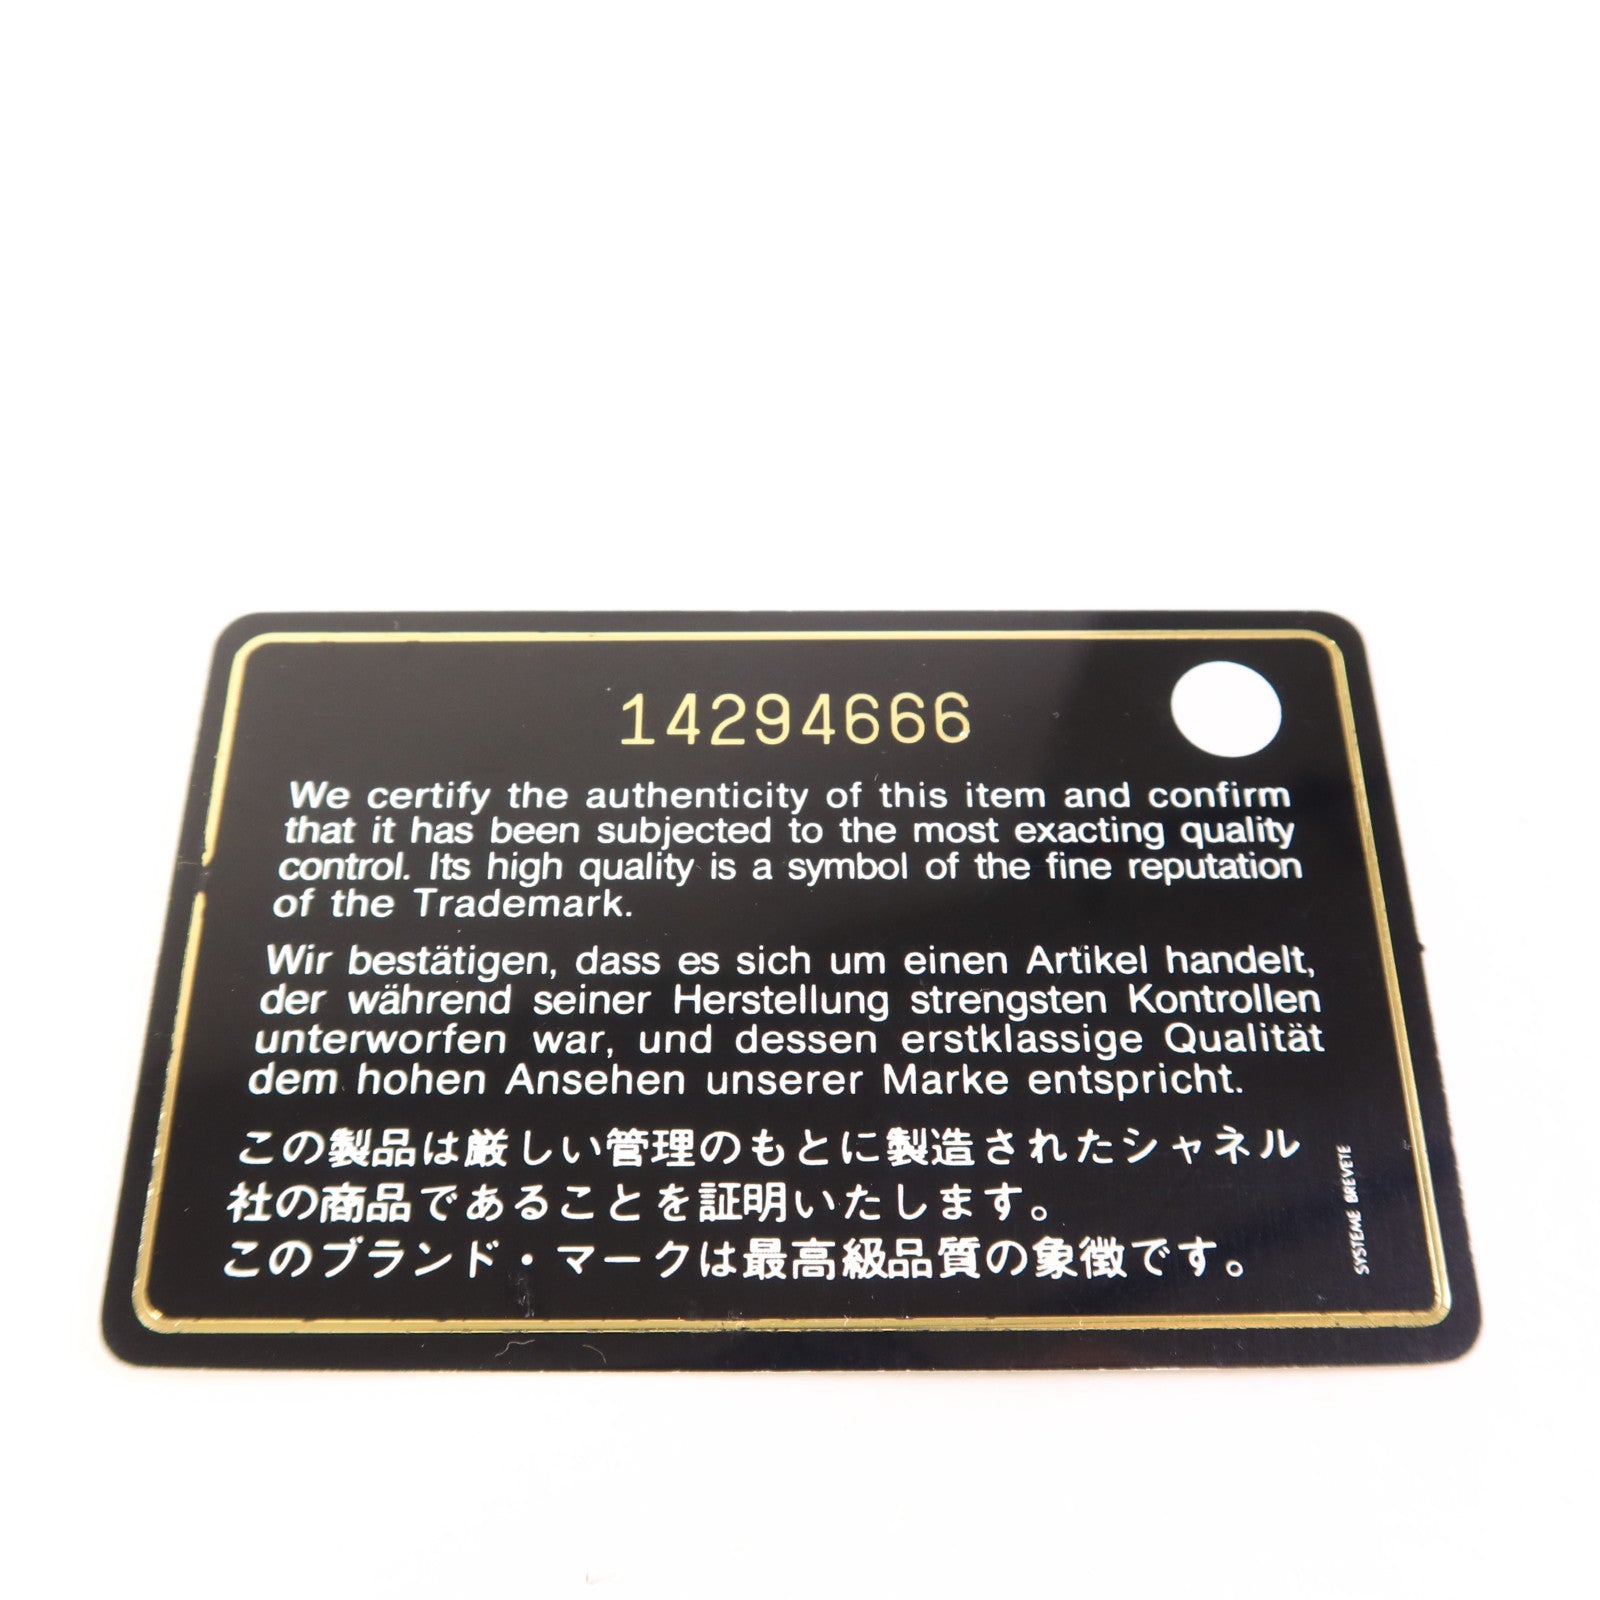 14294666
We certify the authenticity of this item and confirm
that it has been subjected to the most exacting quality
control. Its high quality is a symbol of the fine reputation
of the Trademark.
Wir bestätigen, dass es sich um einen Artikel handelt,
der während seiner Herstellung strengsten Kontrollen
unterworfen war, und dessen erstklassige Qualität
dem hohen Ansehen unserer Marke entspricht.
この製品は厳しい管理のもとに製造されたシャネル
社の商品であることを証明いたします。
このブランド・マークは最高級品質の象徴です。
SYSTEME BREVETE